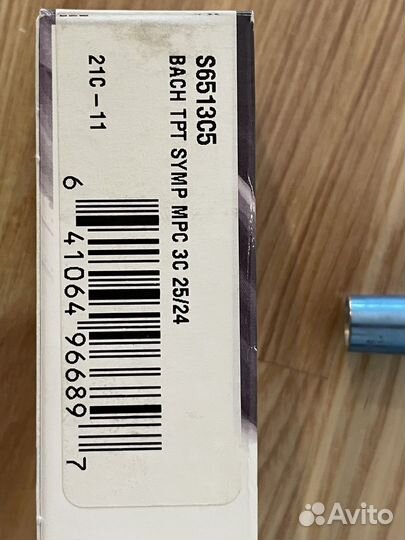 S6513C5
BACH TPT SYMP MPC 3C 25/24
21C-11
6 41064 96689 7
Avito